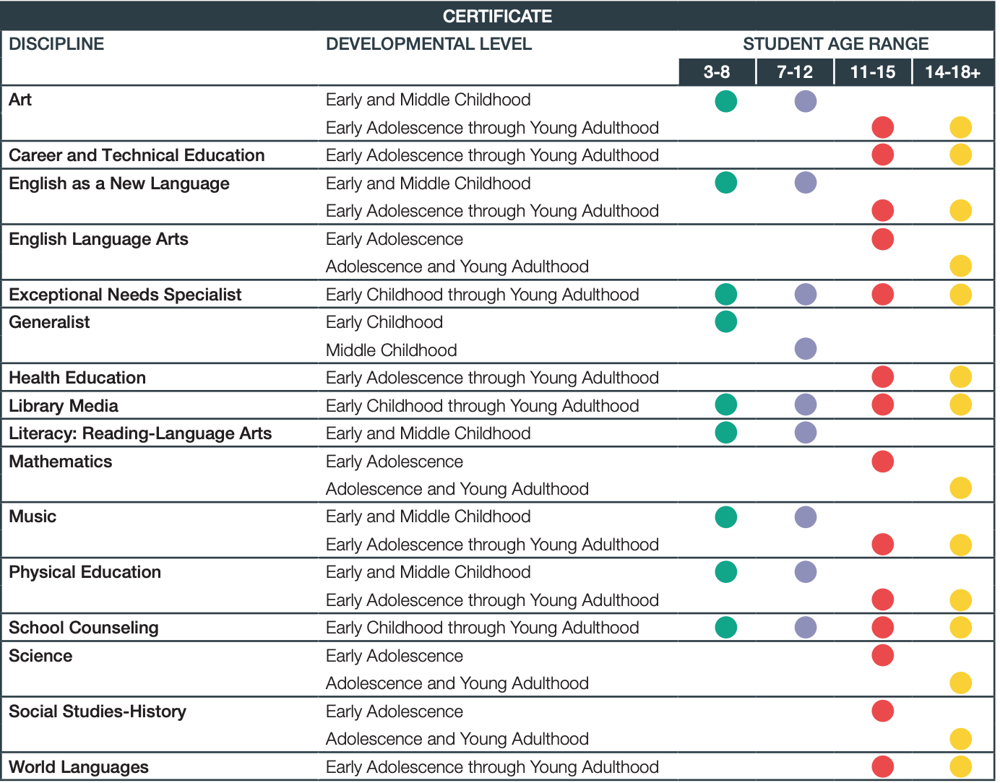 CERTIFICATE
DISCIPLINE DEVELOPMENTAL LEVEL STUDENT AGE RANGE
3-8 7-12 11-15 14-18+
Art Early and Middle Childhood
Early Adolescence through Young Adulthood
Career and Technical Education Early Adolescence through Young Adulthood
English as a New Language Early and Middle Childhood
Early Adolescence through Young Adulthood
English Language Arts Early Adolescence
Adolescence and Young Adulthood
Exceptional Needs Specialist Early Childhood through Young Adulthood
Generalist Early Childhood
Middle Childhood
Health Education Early Adolescence through Young Adulthood
Library Media Early Childhood through Young Adulthood
Literacy: Reading-Language Arts Early and Middle Childhood
Mathematics Early Adolescence
Adolescence and Young Adulthood
Music Early and Middle Childhood
Early Adolescence through Young Adulthood
Physical Education Early and Middle Childhood
Early Adolescence through Young Adulthood
School Counseling Early Childhood through Young Adulthood
Science Early Adolescence
Adolescence and Young Adulthood
Social Studies-History Early Adolescence
Adolescence and Young Adulthood
World Languages Early Adolescence through Young Adulthood